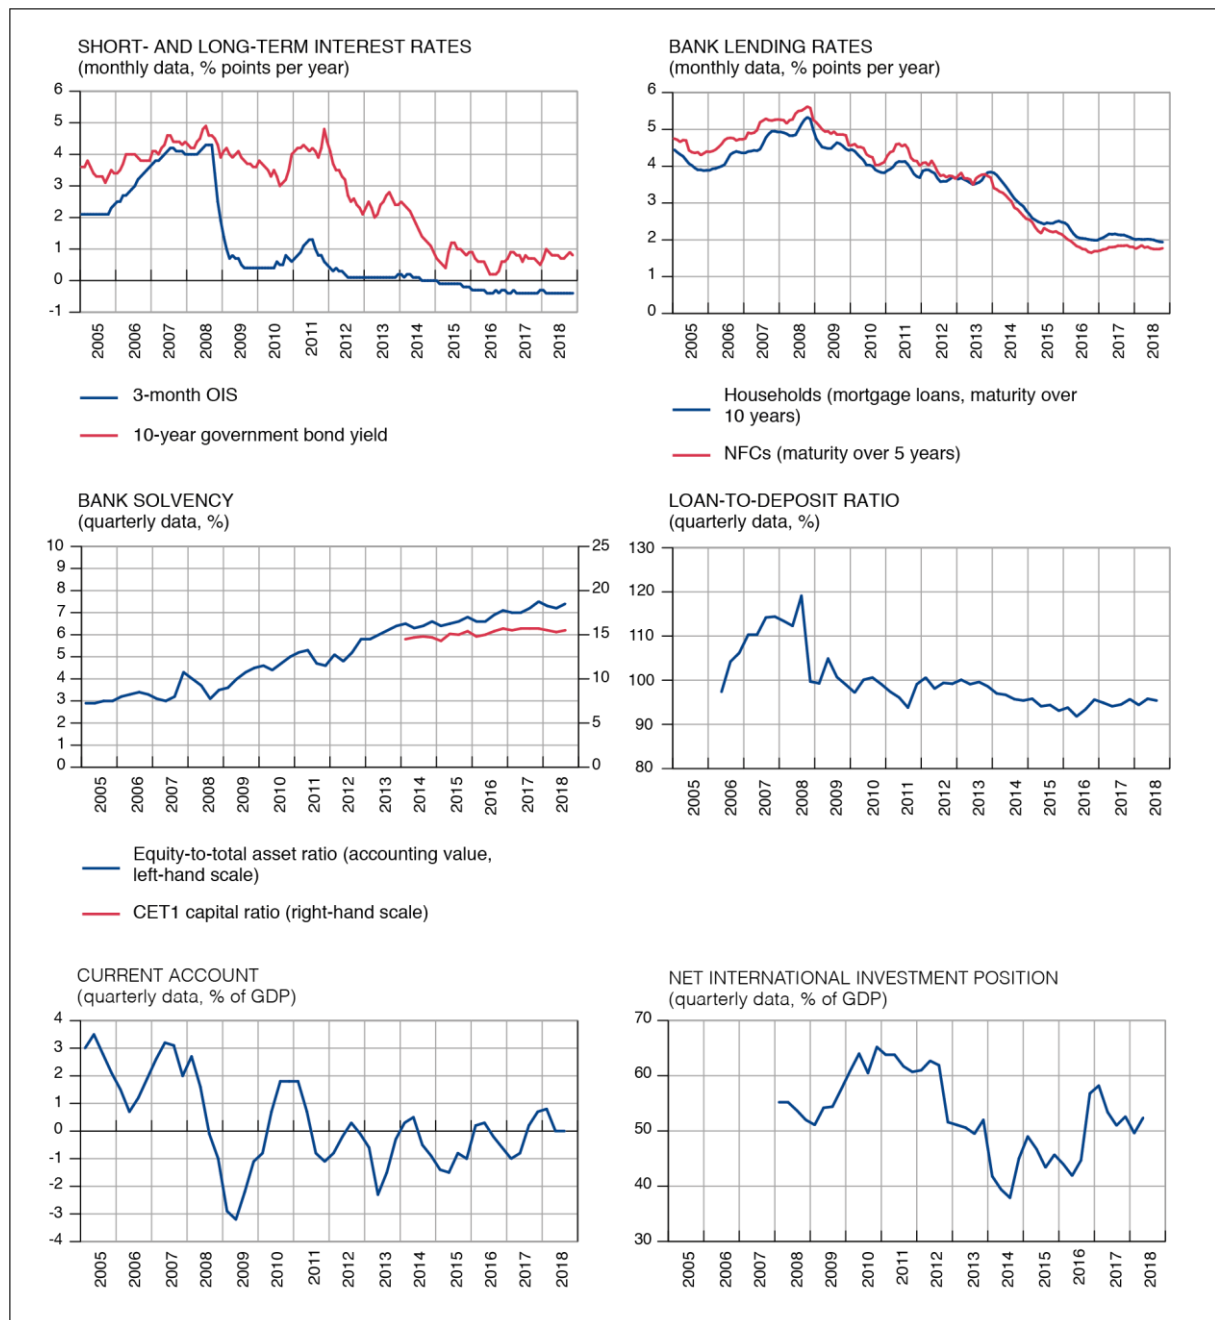 SHORT- AND LONG-TERM INTEREST RATES
(monthly data, % points per year)
6
5
4
3
2
1
0
-1
2005 2006 2007 2008 2009 2010 2011 2012 2013 2014 2015 2016 2017 2018
3-month OIS
10-year government bond yield
BANK LENDING RATES
(monthly data, % points per year)
6
5
4
3
2
1
0
2005 2006 2007 2008 2009 2010 2011 2012 2013 2014 2015 2016 2017 2018
Households (mortgage loans, maturity over
10 years)
NFCs (maturity over 5 years)
BANK SOLVENCY
(quarterly data, %)
10
9
8
7
6
5
4
3
2
1
0
25
20
15
10
5
0
2005 2006 2007 2008 2009 2010 2011 2012 2013 2014 2015 2016 2017 2018
Equity-to-total asset ratio (accounting value,
left-hand scale)
CET1 capital ratio (right-hand scale)
LOAN-TO-DEPOSIT RATIO
(quarterly data, %)
130
120
110
100
90
80
2005 2006 2007 2008 2009 2010 2011 2012 2013 2014 2015 2016 2017 2018
CURRENT ACCOUNT
(quarterly data, % of GDP)
4
3
2
1
0
-1
-2
-3
-4
2005 2006 2007 2008 2009 2010 2011 2012 2013 2014 2015 2016 2017 2018
NET INTERNATIONAL INVESTMENT POSITION
(quarterly data, % of GDP)
70
60
50
40
30
2005 2006 2007 2008 2009 2010 2011 2012 2013 2014 2015 2016 2017 2018